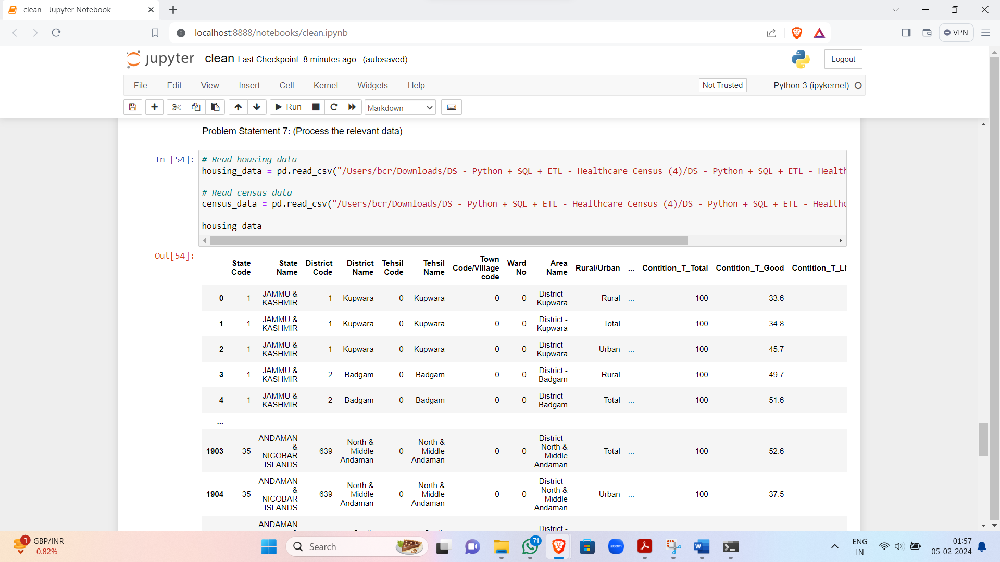 clean - Jupyter Notebook
localhost:8888/notebooks/clean.ipynb
VPN
jupyter clean Last Checkpoint: 8 minutes ago (autosaved)
Logout
File Edit View Insert Cell Kernel Widgets Help
Not Trusted
Python 3 (ipykernel)
Run
Markdown
Problem Statement 7: (Process the relevant data)
In [54]:
# Read housing data
housing_data = pd.read_csv("/Users/bcr/Downloads/DS - Python + SQL + ETL - Healthcare Census (4)/DS - Python + SQL + ETL - Health
# Read census data
census_data = pd.read_csv("/Users/bcr/Downloads/DS - Python + SQL + ETL - Healthcare Census (4)/DS - Python + SQL + ETL - Healthc
housing_data
Out[54]:
State Code State Name District Code District Name Tehsil Code Tehsil Name Town Code/Village code Ward No Area Name Rural/Urban ... Contition_T_Total Contition_T_Good Contition_T_Li
0 1 JAMMU & KASHMIR 1 Kupwara 0 Kupwara 0 0 District - Kupwara Rural ... 100 33.6
1 1 JAMMU & KASHMIR 1 Kupwara 0 Kupwara 0 0 District - Kupwara Total ... 100 34.8
2 1 JAMMU & KASHMIR 1 Kupwara 0 Kupwara 0 0 District - Kupwara Urban ... 100 45.7
3 1 JAMMU & KASHMIR 2 Badgam 0 Badgam 0 0 District - Badgam Rural ... 100 49.7
4 1 JAMMU & KASHMIR 2 Badgam 0 Badgam 0 0 District - Badgam Total ... 100 51.6
... ... ... ... ... ... ... ... ... ... ... ... ... ...
1903 35 ANDAMAN & NICOBAR ISLANDS 639 North & Middle Andaman 0 North & Middle Andaman 0 0 District - North & Middle Andaman Total ... 100 52.6
1904 35 ANDAMAN & NICOBAR ISLANDS 639 North & Middle Andaman 0 North & Middle Andaman 0 0 District - North & Middle Andaman Urban ... 100 37.5
ANDAMAN
District -
1
GBP/INR
-0.82%
Search
71
zoom
W
ENG
IN
01:57
05-02-2024